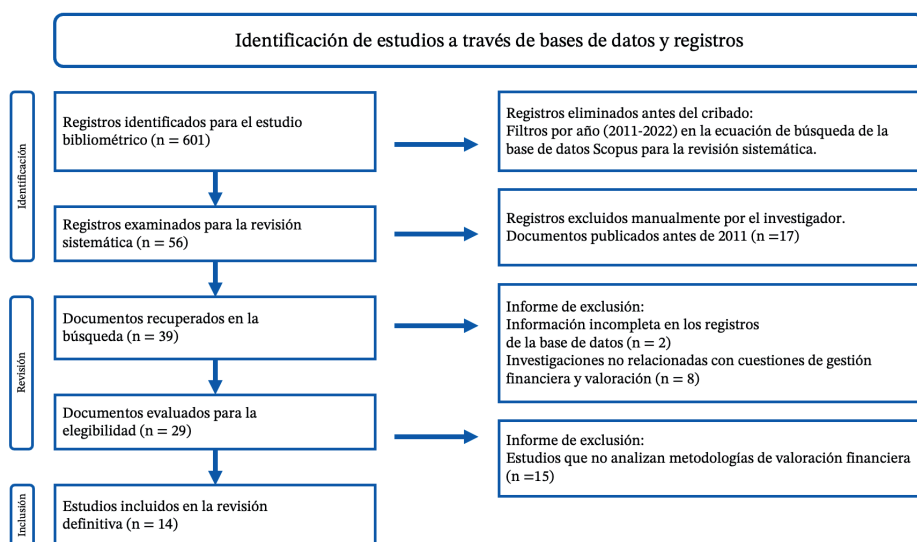 Identificación de estudios a través de bases de datos y registros
Identificación
Registros identificados para el estudio
bibliométrico (n = 601)
Registros eliminados antes del cribado:
Filtros por año (2011-2022) en la ecuación de búsqueda de la
base de datos Scopus para la revisión sistemática.
Registros examinados para la revisión
sistemática (n = 56)
Registros excluidos manualmente por el investigador.
Documentos publicados antes de 2011 (n =17)
Revisión
Documentos recuperados en la
búsqueda (n = 39)
Informe de exclusión:
Información incompleta en los registros
de la base de datos (n = 2)
Investigaciones no relacionadas con cuestiones de gestión
financiera y valoración (n = 8)
Documentos evaluados para la
elegibilidad (n = 29)
Informe de exclusión:
Estudios que no analizan metodologías de valoración financiera
(n =15)
Inclusión
Estudios incluidos en la revisión
definitiva (n = 14)